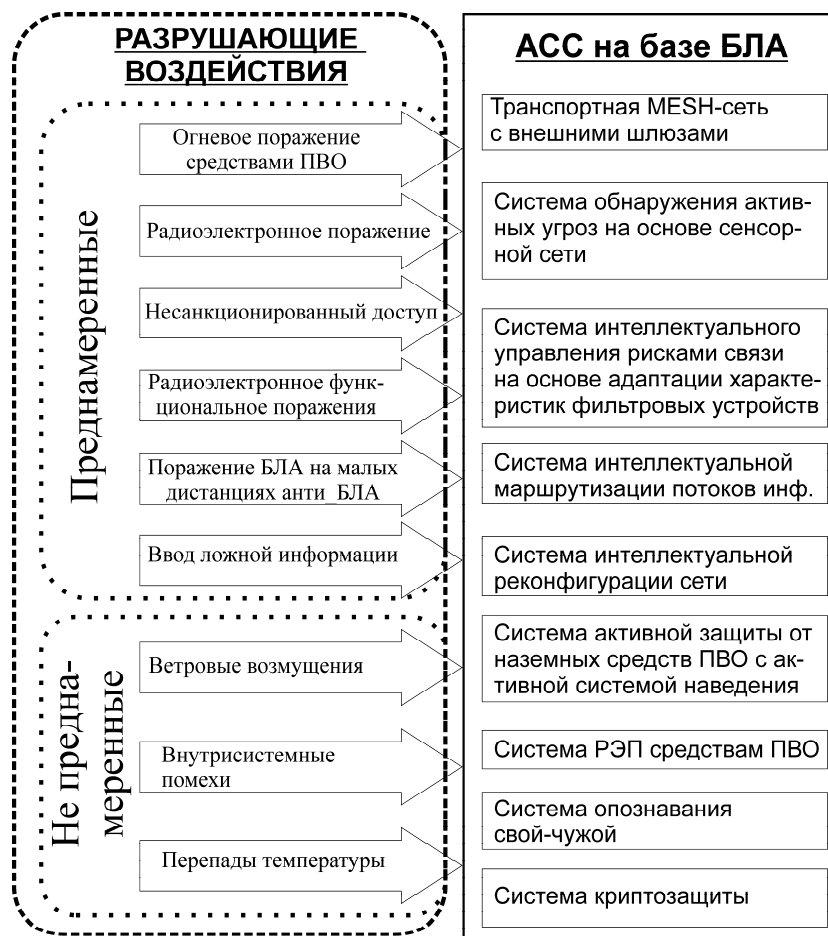 РАЗРУШАЮЩИЕ
ВОЗДЕЙСТВИЯ
Преднамеренные
Огневое поражение
средствами ПВО
Радиоэлектронное поражение
Несанкционированный доступ
Радиоэлектронное функ-
циональное поражения
Поражение БЛА на малых
дистанциях анти_БЛА
Ввод ложной информации
Не предна-
меренные
Ветровые возмущения
Внутрисистемные
помехи
Перепады температуры
АСС на базе БЛА
Транспортная MESH-сеть
с внешними шлюзами
Система обнаружения актив-
ных угроз на основе сенсор-
ной сети
Система интеллектуального
управления рисками связи
на основе адаптации характе-
ристик фильтровых устройств
Система интеллектуальной
маршрутизации потоков инф.
Система интеллектуальной
реконфигурации сети
Система активной защиты от
наземных средств ПВО с ак-
тивной системой наведения
Система РЭП средствам ПВО
Система опознавания
свой-чужой
Система криптозащиты